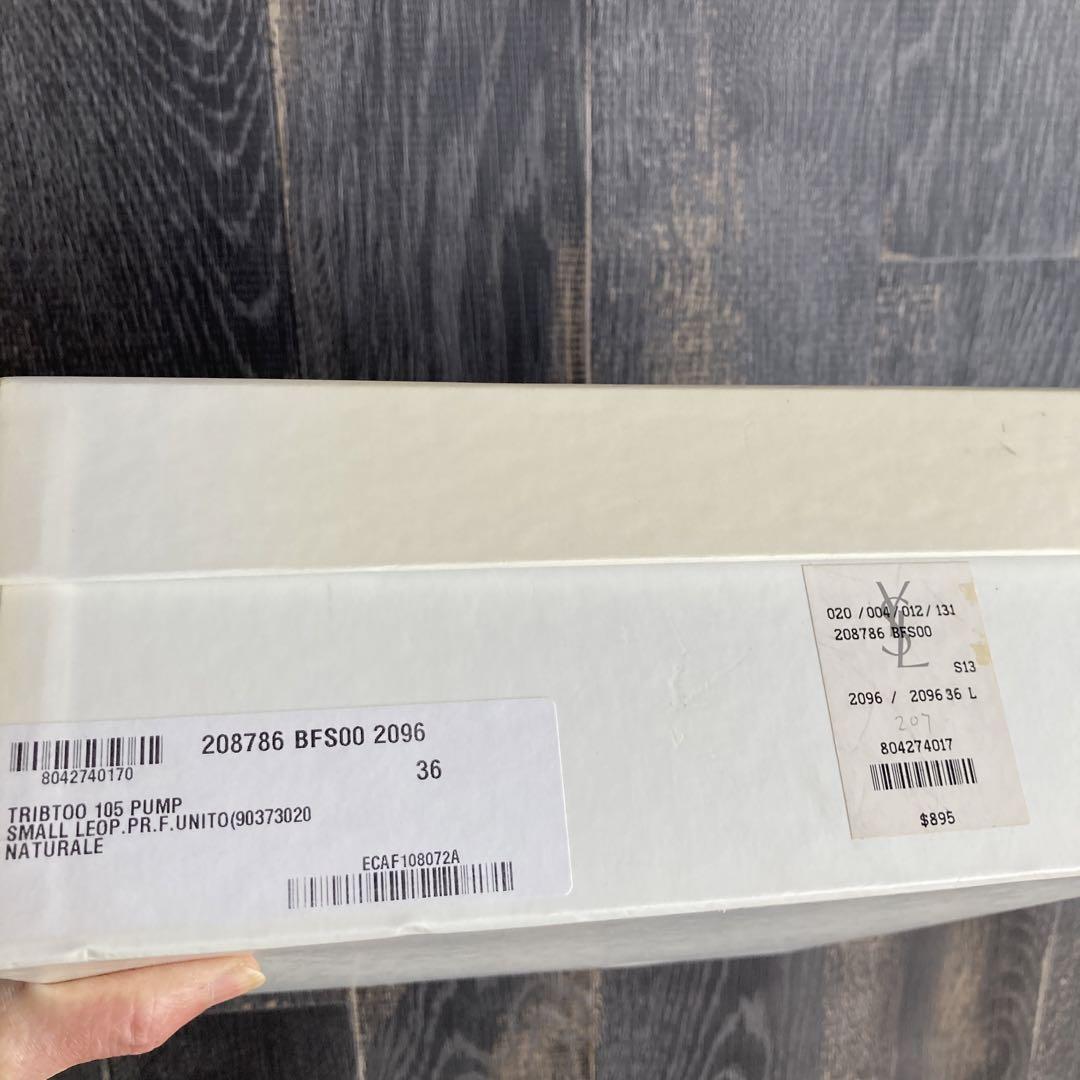 208786 BFS00 2096
8042740170
36
TRIBTOO 105 PUMP
SMALL LEOP.PR.F.UNITO(90373020
NATURALE
ECAF108072A
YSL
020 /004/012/ 131
208786 BFS00
S13
2096 / 2096 36 L
207
804274017
$895